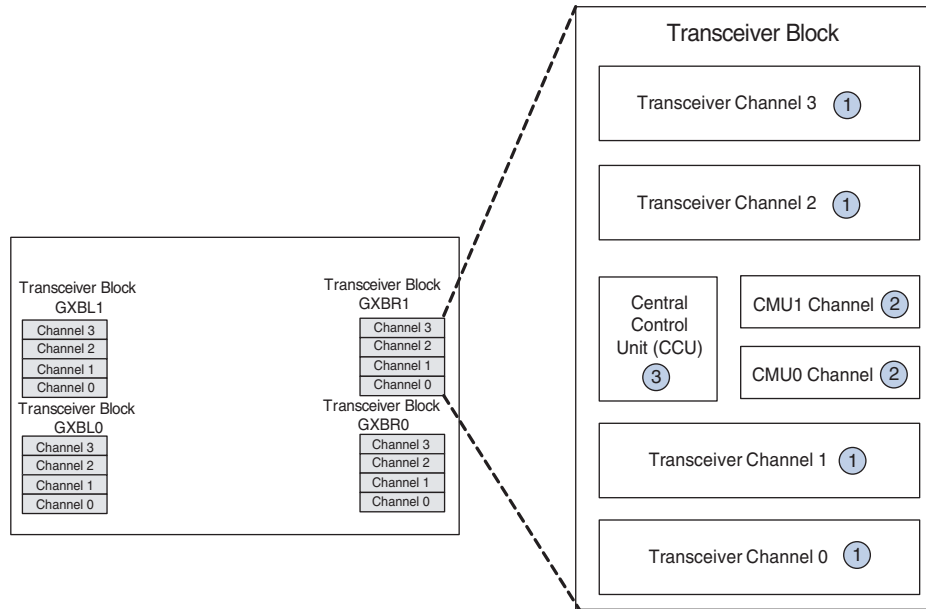 Transceiver Block
GXBL1
Channel 3
Channel 2
Channel 1
Channel 0
Transceiver Block
GXBL0
Channel 3
Channel 2
Channel 1
Channel 0
Transceiver Block
GXBR1
Channel 3
Channel 2
Channel 1
Channel 0
Transceiver Block
GXBR0
Channel 3
Channel 2
Channel 1
Channel 0
Transceiver Block
Transceiver Channel 3 1
Transceiver Channel 2 1
Central
Control
Unit (CCU)
3
CMU1 Channel 2
CMU0 Channel 2
Transceiver Channel 1 1
Transceiver Channel 0 1